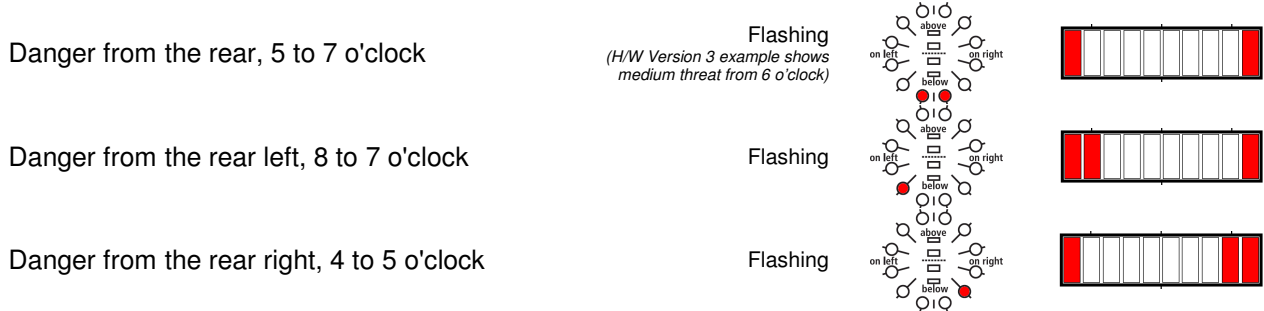 above
Danger from the rear, 5 to 7 o'clock
Flashing
(H/W Version 3 example shows
medium threat from 6 o'clock)
on left
on right
below
above
Danger from the rear left, 8 to 7 o'clock
Flashing
on left
on right
below
above
Danger from the rear right, 4 to 5 o'clock
Flashing
on left
on right
below